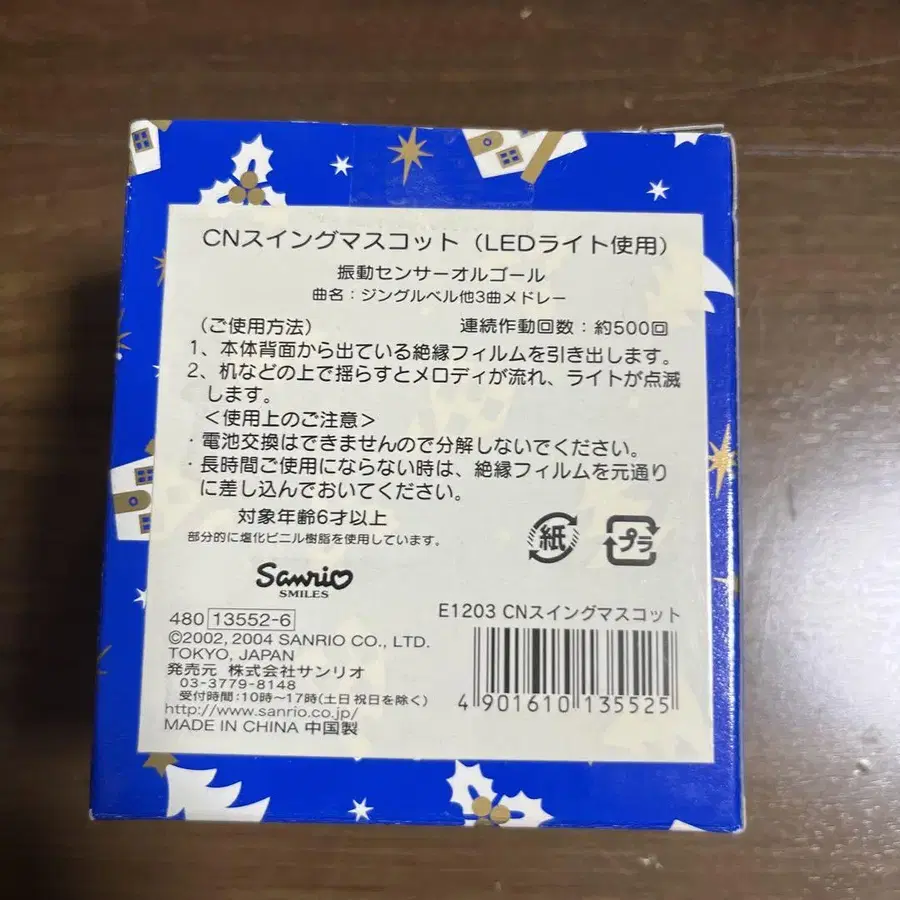 CNスイングマスコット（LEDライト使用）
振動センサーオルゴール
曲名：ジングルベル他3曲メドレー
（ご使用方法） 連続作動回数：約500回
1、本体背面から出ている絶縁フィルムを引き出します。
2、机などの上で揺らすとメロディが流れ、ライトが点滅
します。
＜使用上のご注意＞
・電池交換はできませんので分解しないでください。
・長時間ご使用にならない時は、絶縁フィルムを元通り
に差し込んでおいてください。
対象年齢6才以上
部分的に塩化ビニル樹脂を使用しています。
紙
プラ
Sanrio
SMILES
480 13552-6
©2002, 2004 SANRIO CO., LTD.
TOKYO, JAPAN
発売元 株式会社サンリオ
03-3779-8148
受付時間：10時～17時（土日祝日を除く）
http://www.sanrio.co.jp/
MADE IN CHINA 中国製
E1203 CNスイングマスコット
4 901610 135525